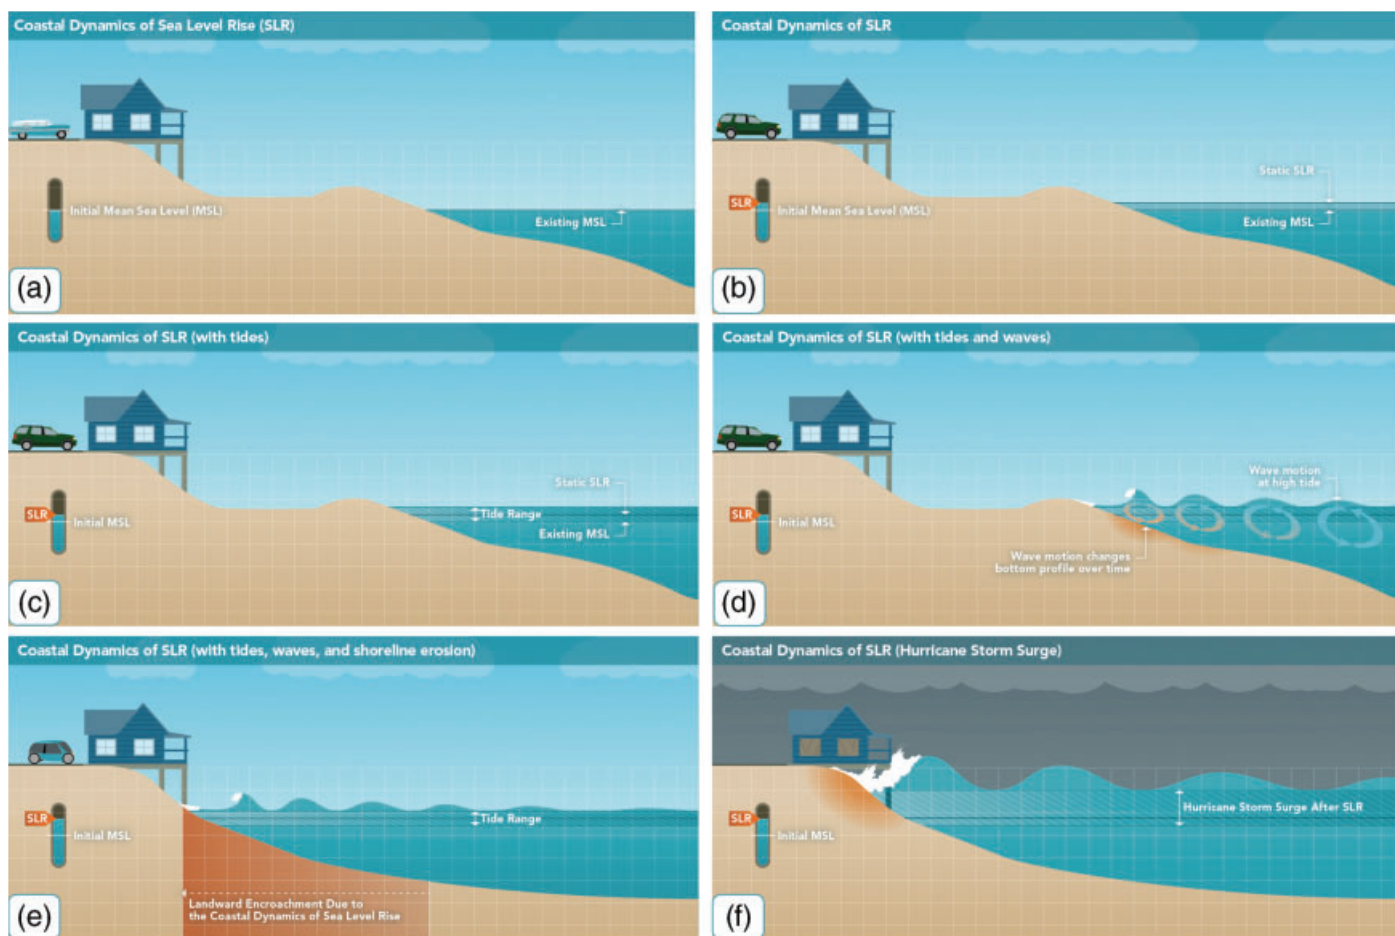 Coastal Dynamics of Sea Level Rise (SLR)
Initial Mean Sea Level (MSL)
Existing MSL
(a)
Coastal Dynamics of SLR
Static SLR
SLR
Initial Mean Sea Level (MSL)
Existing MSL
(b)
Coastal Dynamics of SLR (with tides)
Static SLR
SLR
Initial MSL
Tide Range
Existing MSL
(c)
Coastal Dynamics of SLR (with tides and waves)
Wave motion
at high tide
SLR
Initial MSL
Wave motion changes
bottom profile over time
(d)
Coastal Dynamics of SLR (with tides, waves, and shoreline erosion)
SLR
Initial MSL
Tide Range
Landward Encroachment Due to
the Coastal Dynamics of Sea Level Rise
(e)
Coastal Dynamics of SLR (Hurricane Storm Surge)
Hurricane Storm Surge After SLR
SLR
Initial MSL
(f)